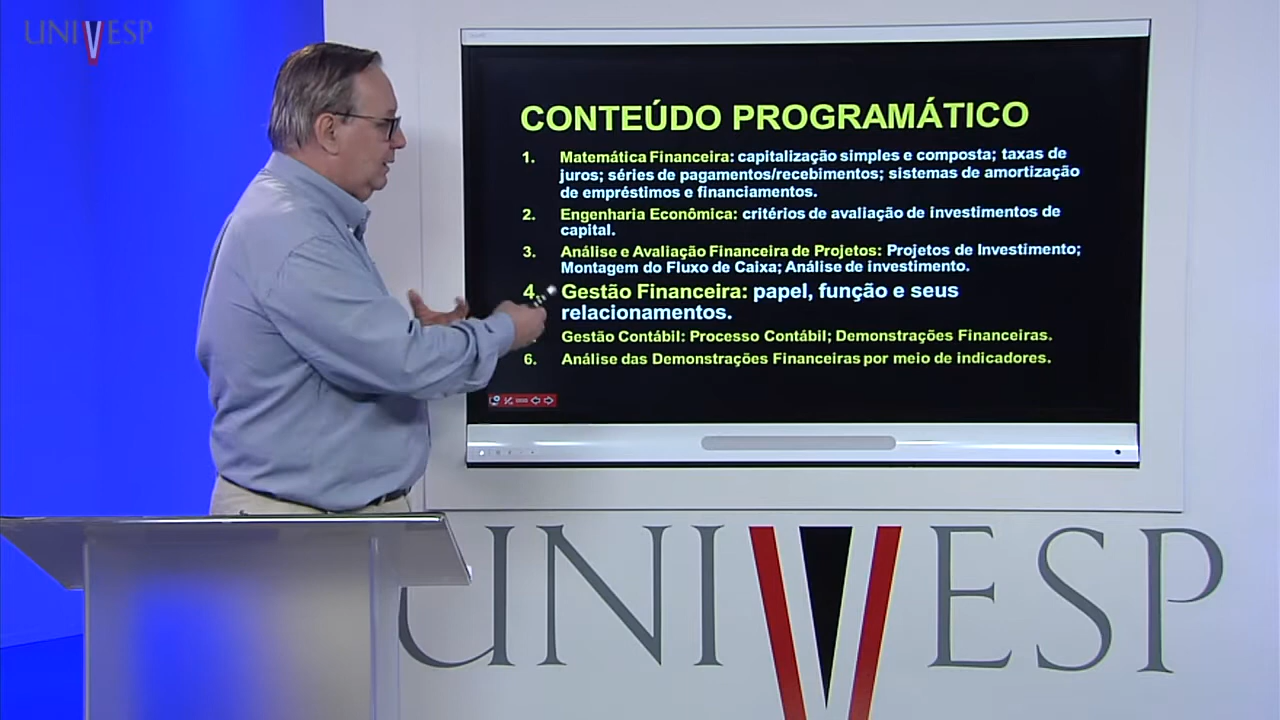 UNIVESP
CONTEÚDO PROGRAMÁTICO
1. Matemática Financeira: capitalização simples e composta; taxas de
juros; séries de pagamentos/recebimentos; sistemas de amortização
de empréstimos e financiamentos.
2. Engenharia Econômica: critérios de avaliação de investimentos de
capital.
3. Análise e Avaliação Financeira de Projetos: Projetos de Investimento;
Montagem do Fluxo de Caixa; Análise de investimento.
4. Gestão Financeira: papel, função e seus
relacionamentos.
Gestão Contábil: Processo Contábil; Demonstrações Financeiras.
6. Análise das Demonstrações Financeiras por meio de indicadores.
UNIVESP